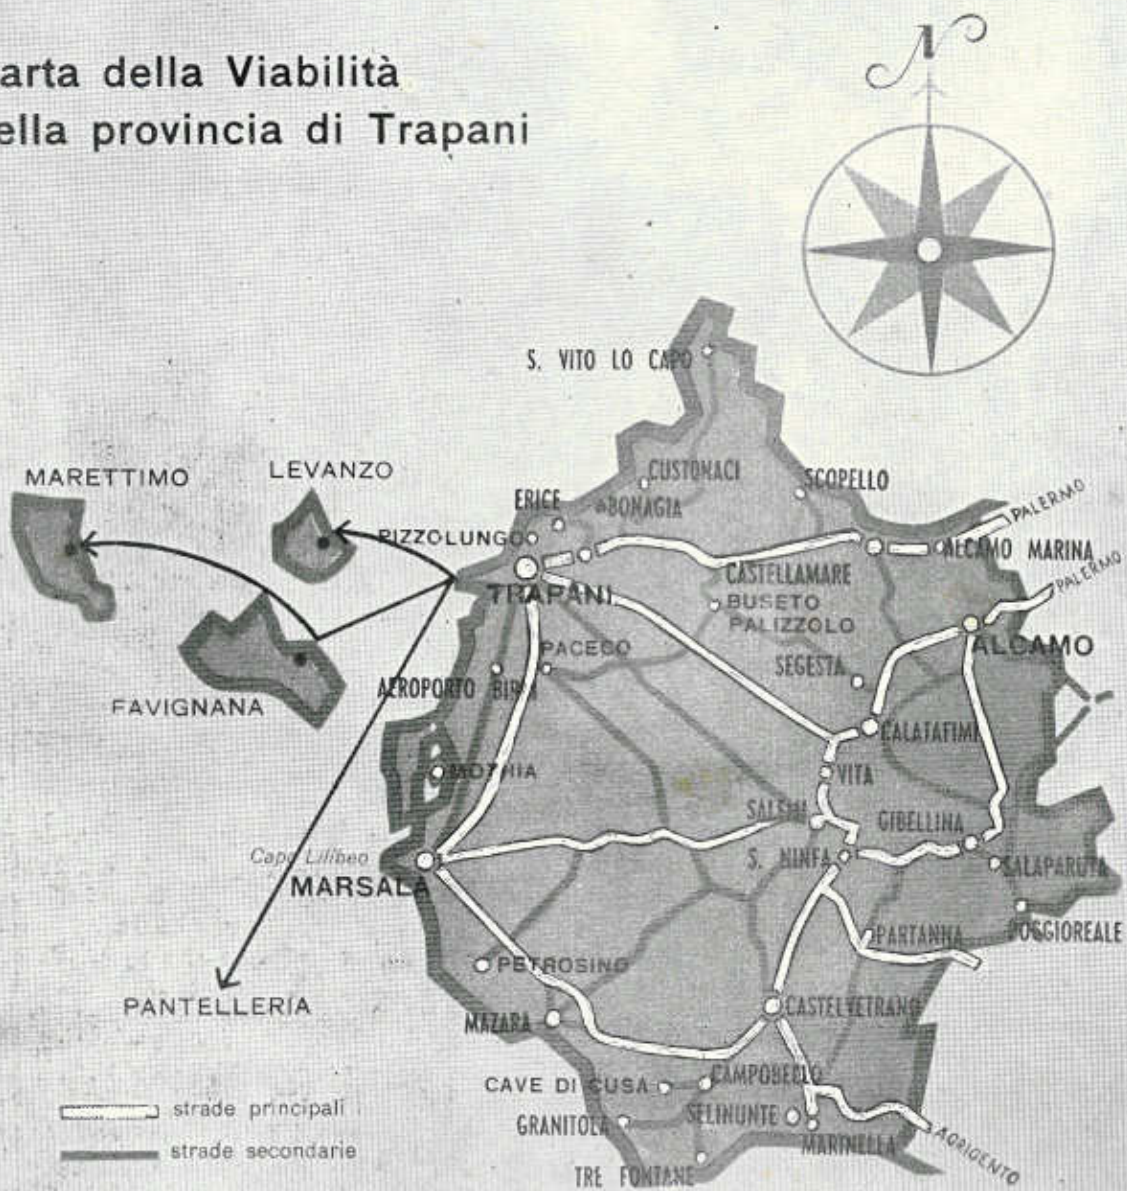 arta della Viabilità
ella provincia di Trapani
N
S. VITO LO CAPO
MARETTIMO
LEVANZO
CUSTONACI
SCOPELLO
ERICE
BONAGIA
PALERMO
PIZZOLUNGO
ALCAMO MARINA
PALERMO
CASTELLAMARE
TRAPANI
BUSETO
PALIZZOLO
ALCAMO
PACECO
SEGESTA
AEROPORTO BIRGI
FAVIGNANA
CALATAFIMI
MOTHIA
VITA
SALEMI
GIBELLINA
Capo Lilibeo
S. NINFA
SALAPARUTA
MARSALA
PARTANNA
POGGIOREALE
PETROSINO
PANTELLERIA
CASTELVETRANO
MAZARA
CAVE DI CUSA
CAMPOBELLO
strade principali
GRANITOLA
SELINUNTE
MARINELLA
AGRIGENTO
strade secondarie
TRE FONTANE